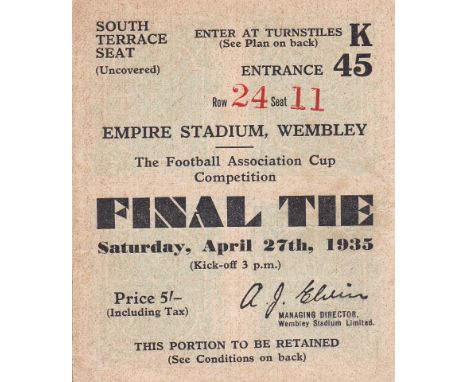 SOUTH TERRACE SEAT
(Uncovered)
ENTER AT TURNSTILES K
(See Plan on back)
ENTRANCE 45
Row 24 Seat 11
EMPIRE STADIUM, WEMBLEY
The Football Association Cup
Competition
FINAL TIE
Saturday, April 27th, 1935
(Kick-off 3 p.m.)
Price 5/-
(Including Tax)
A. J. Elvin
MANAGING DIRECTOR,
Wembley Stadium Limited.
THIS PORTION TO BE RETAINED
(See Conditions on back)